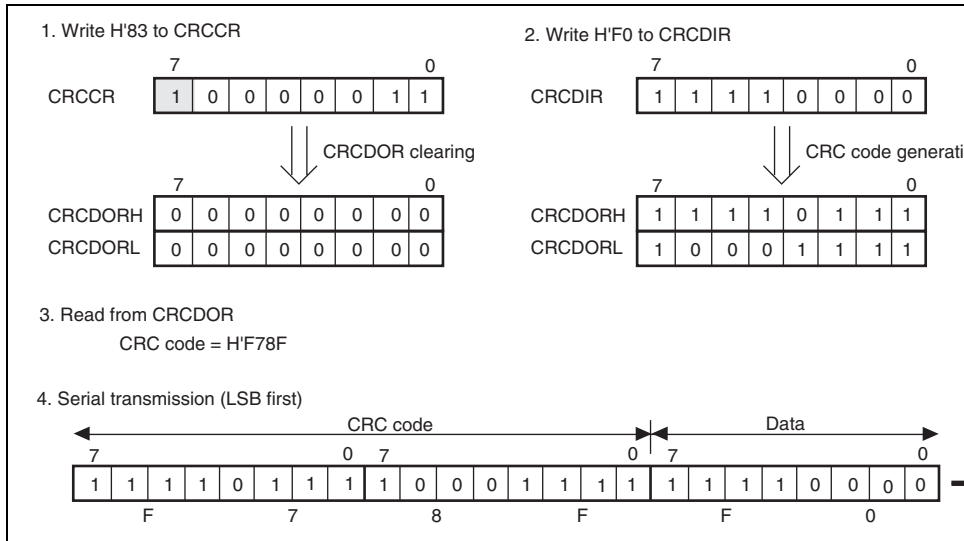 1. Write H'83 to CRCCR
7 0
CRCCR 1 0 0 0 0 0 1 1
CRCDOR clearing
7 0
CRCDORH 0 0 0 0 0 0 0 0
CRCDORL 0 0 0 0 0 0 0 0
2. Write H'F0 to CRCDIR
7 0
CRCDIR 1 1 1 1 0 0 0 0
CRC code generati
7 0
CRCDORH 1 1 1 1 0 1 1 1
CRCDORL 1 0 0 0 1 1 1 1
3. Read from CRCDOR
CRC code = H'F78F
4. Serial transmission (LSB first)
CRC code Data
7 0 7 0 7 0
1 1 1 1 0 1 1 1 1 0 0 0 1 1 1 1 1 1 1 1 0 0 0 0
F 7 8 F F 0